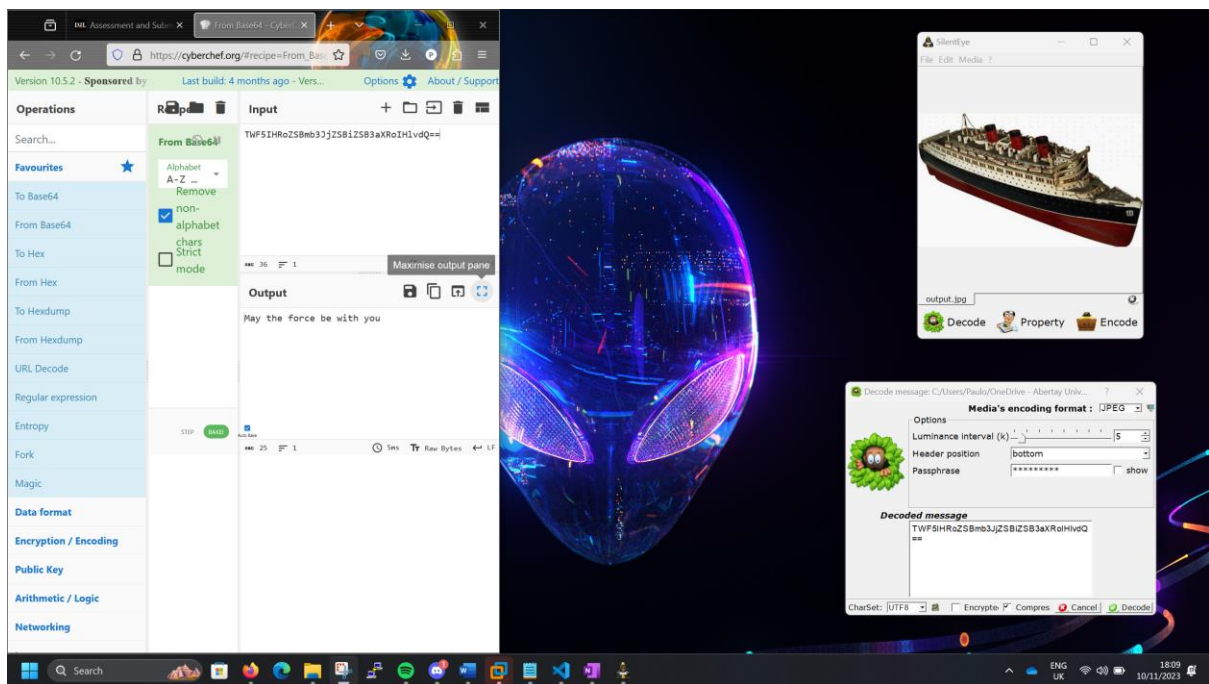 Assessment and Subm
From Base64 - Cyber
https://cyberchef.org/#recipe=From_Bas
Version 10.5.2 - Sponsored by
Last build: 4 months ago - Vers...
Options
About / Support
Operations
Search...
Favourites
To Base64
From Base64
To Hex
From Hex
To Hexdump
From Hexdump
URL Decode
Regular expression
Entropy
Fork
Magic
Data format
Encryption / Encoding
Public Key
Arithmetic / Logic
Networking
From Base64
Alphabet
A-Z
Remove
non-
alphabet
chars
Strict
mode
STEP
BAKE!
Input
TWF5IHRoZSBmb3JjZSBiZSB3aXRoIHlvdQ==
36 1
Maximise output pane
Output
May the force be with you
Auto Bake
25 1
5ms Raw Bytes LF
SilentEye
File Edit Media ?
output.jpg
Decode
Property
Encode
Decode message: C:/Users/Paulo/OneDrive - Abertay Univ...
Media's encoding format : JPEG
Options
Luminance interval (k) 5
Header position bottom
Passphrase ********* show
Decoded message
TWF5IHRoZSBmb3JjZSBiZSB3aXRoIHlvdQ
==
CharSet: UTF8 Encrypte Compres Cancel Decode
Search
ENG
UK
18:09
10/11/2023